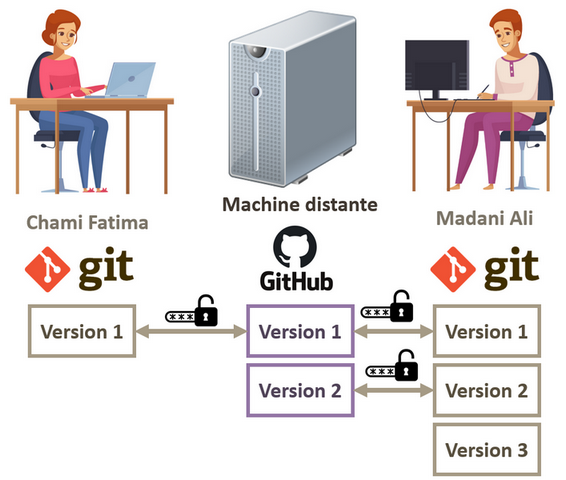 Machine distante
Chami Fatima
Madani Ali
git
GitHub
git
***
***
Version 1
Version 1
Version 1
***
Version 2
Version 2
Version 3